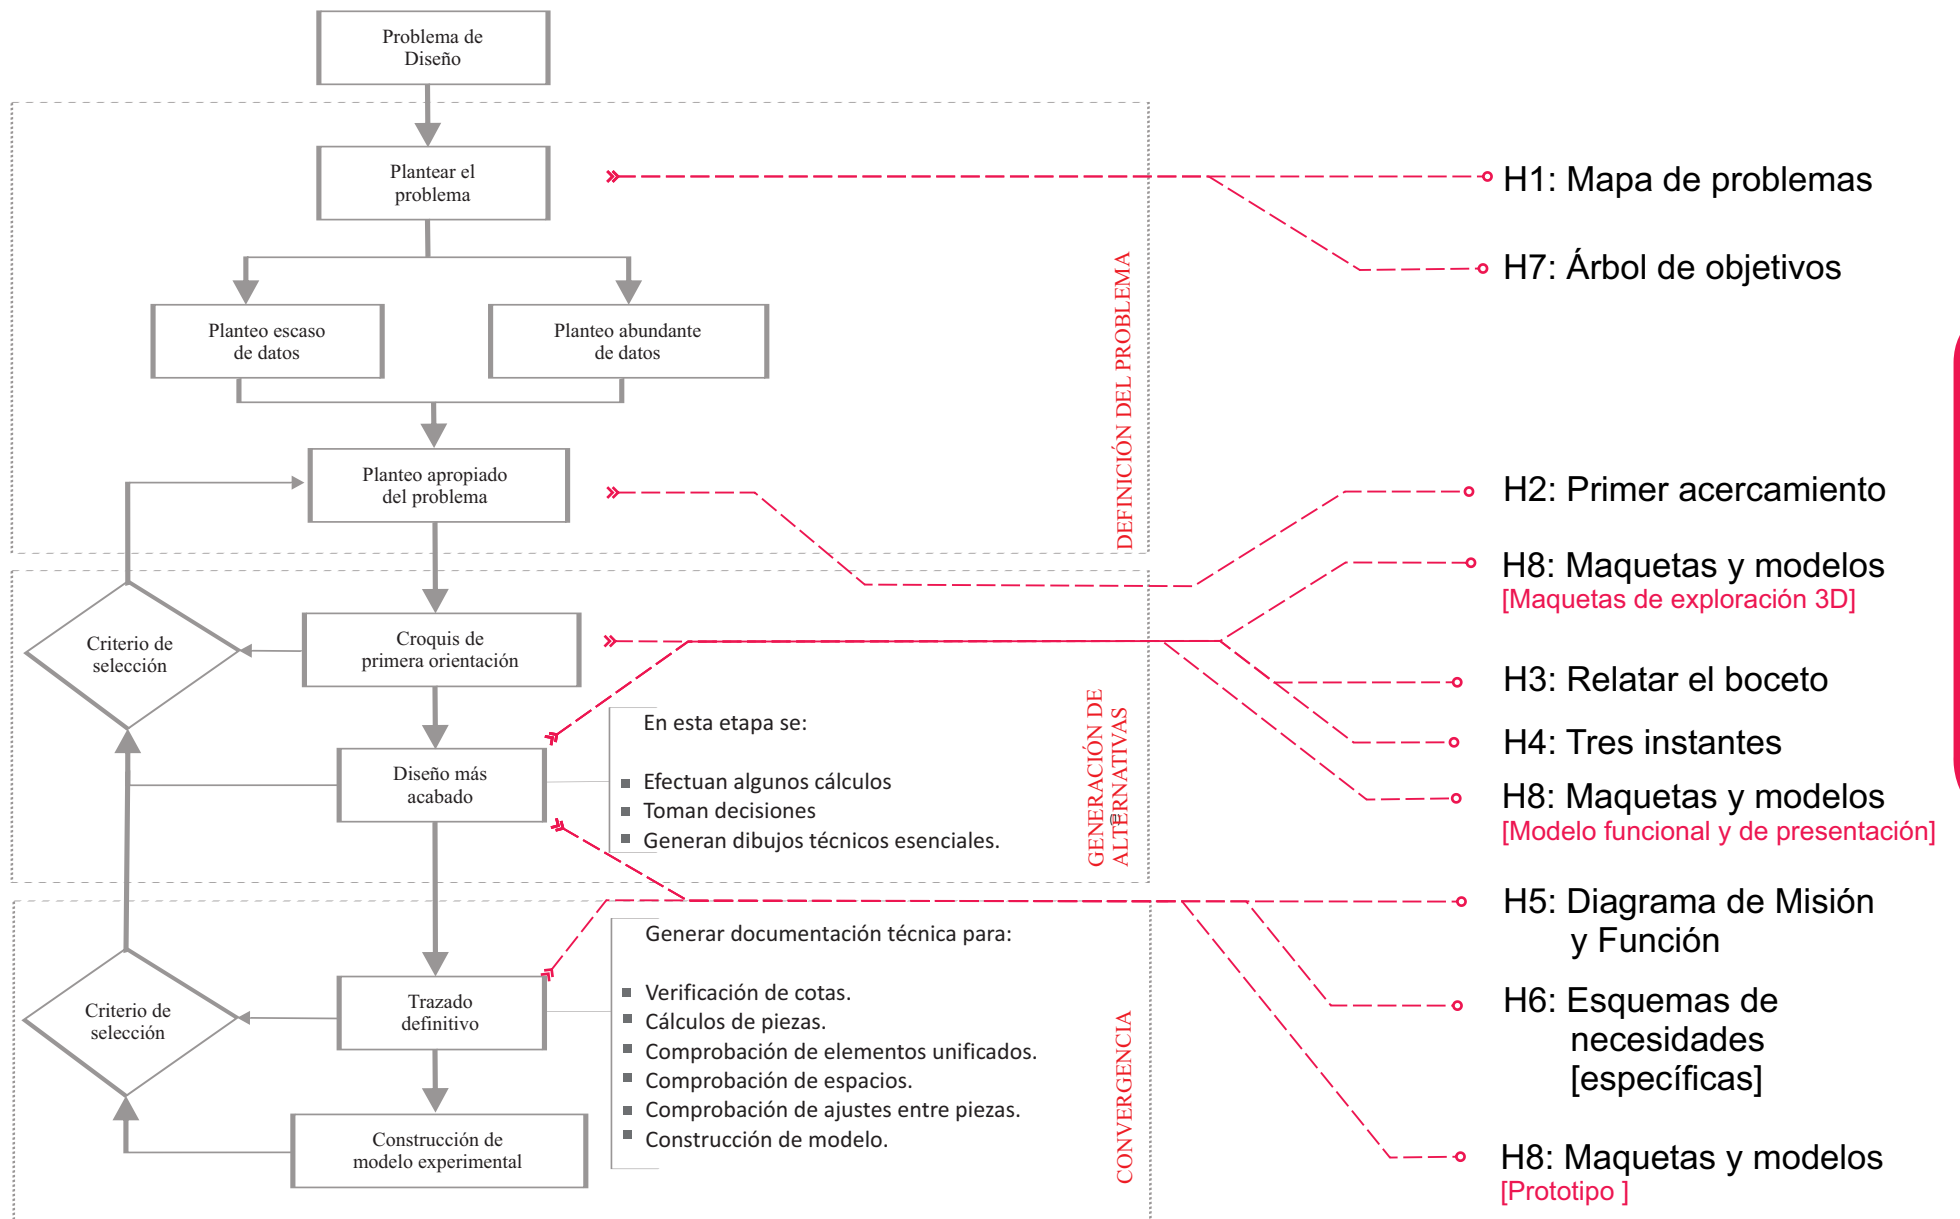 Problema de
Diseño
Plantear el
problema
Planteo escaso
de datos
Planteo abundante
de datos
Planteo apropiado
del problema
DEFINICIÓN DEL PROBLEMA
Criterio de
selección
Croquis de
primera orientación
Diseño más
acabado
En esta etapa se:
Efectuan algunos cálculos
Toman decisiones
Generan dibujos técnicos esenciales.
GENERACIÓN DE
ALTERNATIVAS
Criterio de
selección
Trazado
definitivo
Construcción de
modelo experimental
Generar documentación técnica para:
Verificación de cotas.
Cálculos de piezas.
Comprobación de elementos unificados.
Comprobación de espacios.
Comprobación de ajustes entre piezas.
Construcción de modelo.
CONVERGENCIA
H1: Mapa de problemas
H7: Árbol de objetivos
H2: Primer acercamiento
H8: Maquetas y modelos
[Maquetas de exploración 3D]
H3: Relatar el boceto
H4: Tres instantes
H8: Maquetas y modelos
[Modelo funcional y de presentación]
H5: Diagrama de Misión
y Función
H6: Esquemas de
necesidades
[específicas]
H8: Maquetas y modelos
[Prototipo ]